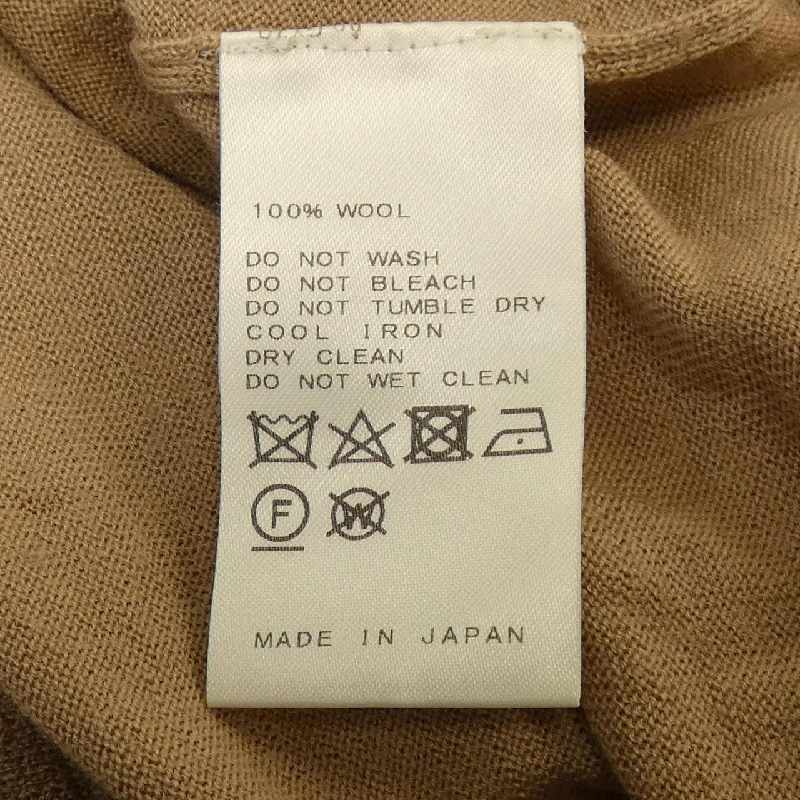 100% WOOL
DO NOT WASH
DO NOT BLEACH
DO NOT TUMBLE DRY
COOL IRON
DRY CLEAN
DO NOT WET CLEAN
F W
MADE IN JAPAN